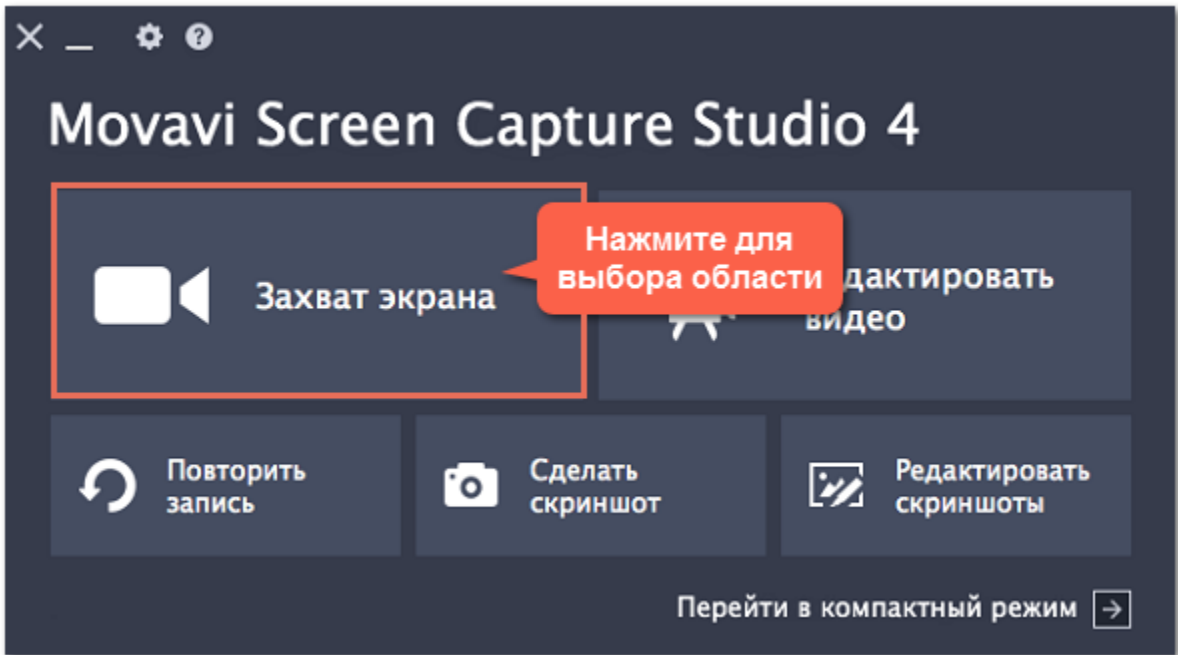 Movavi Screen Capture Studio 4
Нажмите для
выбора области
Захват экрана
видео
Повторить
запись
Сделать
скриншот
Редактировать
скриншоты
Перейти в компактный режим